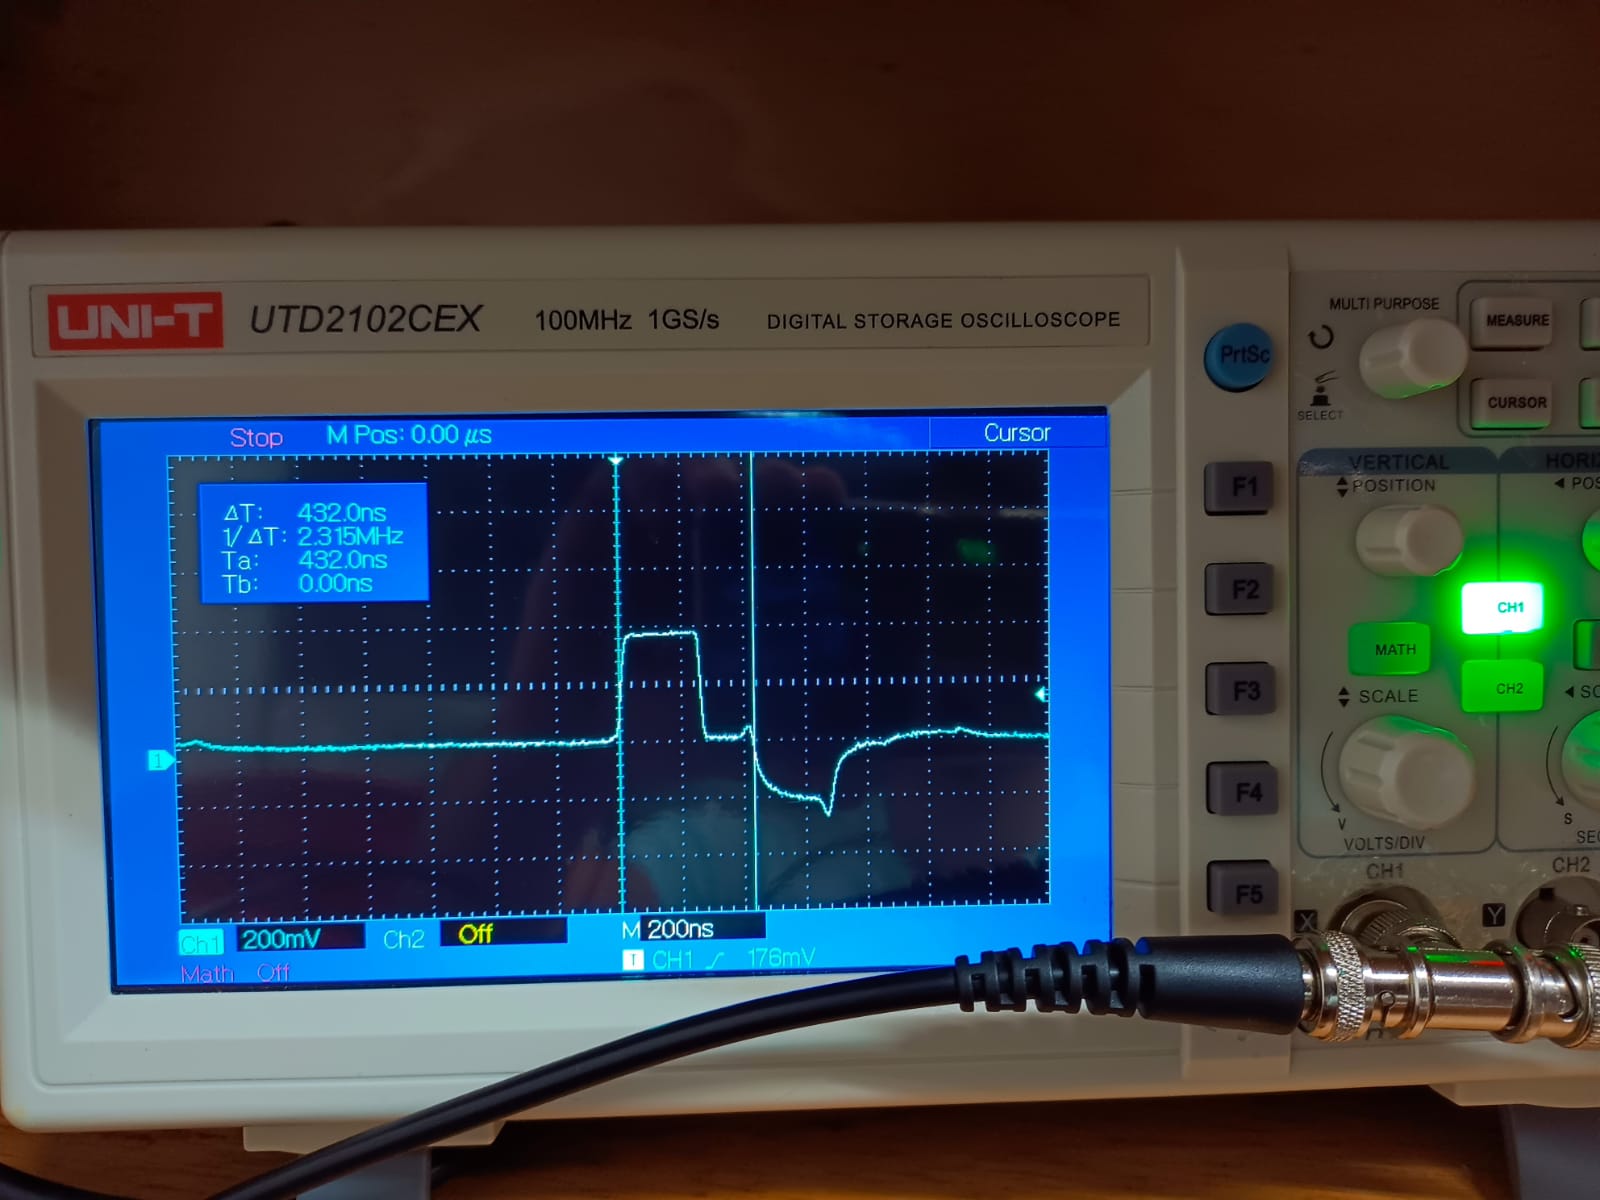 UNI-T UTD2102CEX 100MHz 1GS/s DIGITAL STORAGE OSCILLOSCOPE
Stop M Pos: 0.00 µs Cursor
ΔT: 432.0ns
1/ΔT: 2.315MHz
Ta: 432.0ns
Tb: 0.00ns
1
Ch1 200mV Ch2 Off M 200ns
Math Off T CH1 176mV
PrtSc
F1
F2
F3
F4
F5
MULTI PURPOSE
SELECT
MEASURE
CURSOR
VERTICAL
POSITION
CH1
MATH
CH2
SCALE
V
VOLTS/DIV
CH1
X
S
CH2
Y